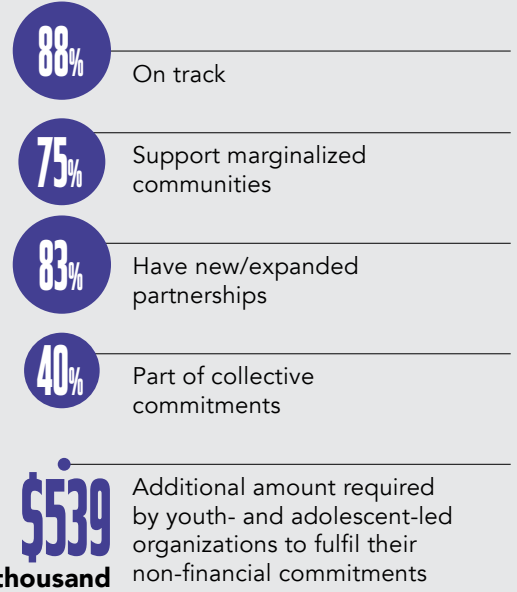 88%
On track
75%
Support marginalized
communities
83%
Have new/expanded
partnerships
40%
Part of collective
commitments
$539
thousand
Additional amount required
by youth- and adolescent-led
organizations to fulfil their
non-financial commitments